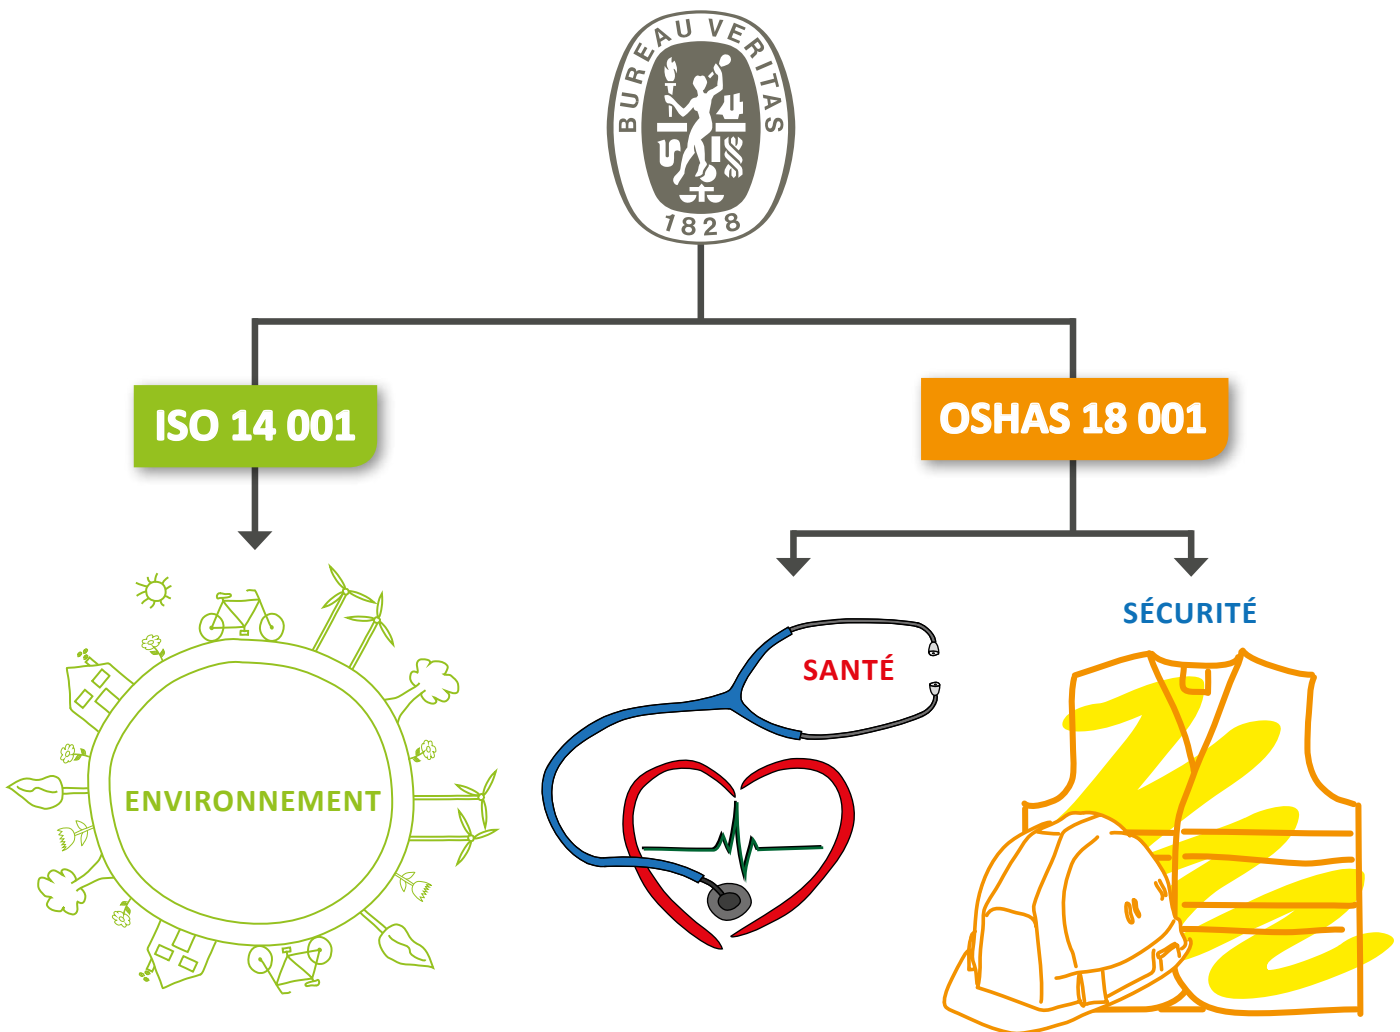 BUREAU VERITAS
1828
ISO 14 001
OSHAS 18 001
SÉCURITÉ
SANTÉ
ENVIRONNEMENT